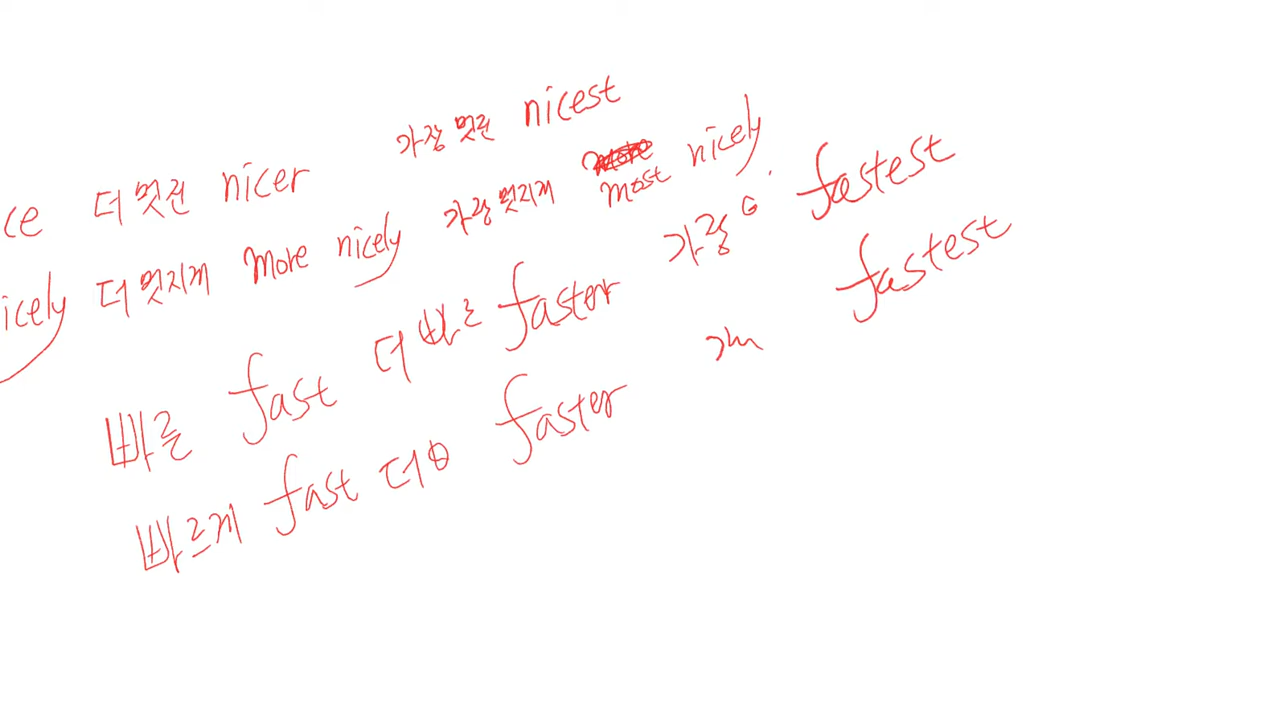 ce 더 멋진 nicer 가장 멋진 nicest
icely 더 멋지게 more nicely 가장 멋지게 most nicely
빠른 fast 더 빠른 faster 가장 fastest
빠르게 fast 더 faster fastest